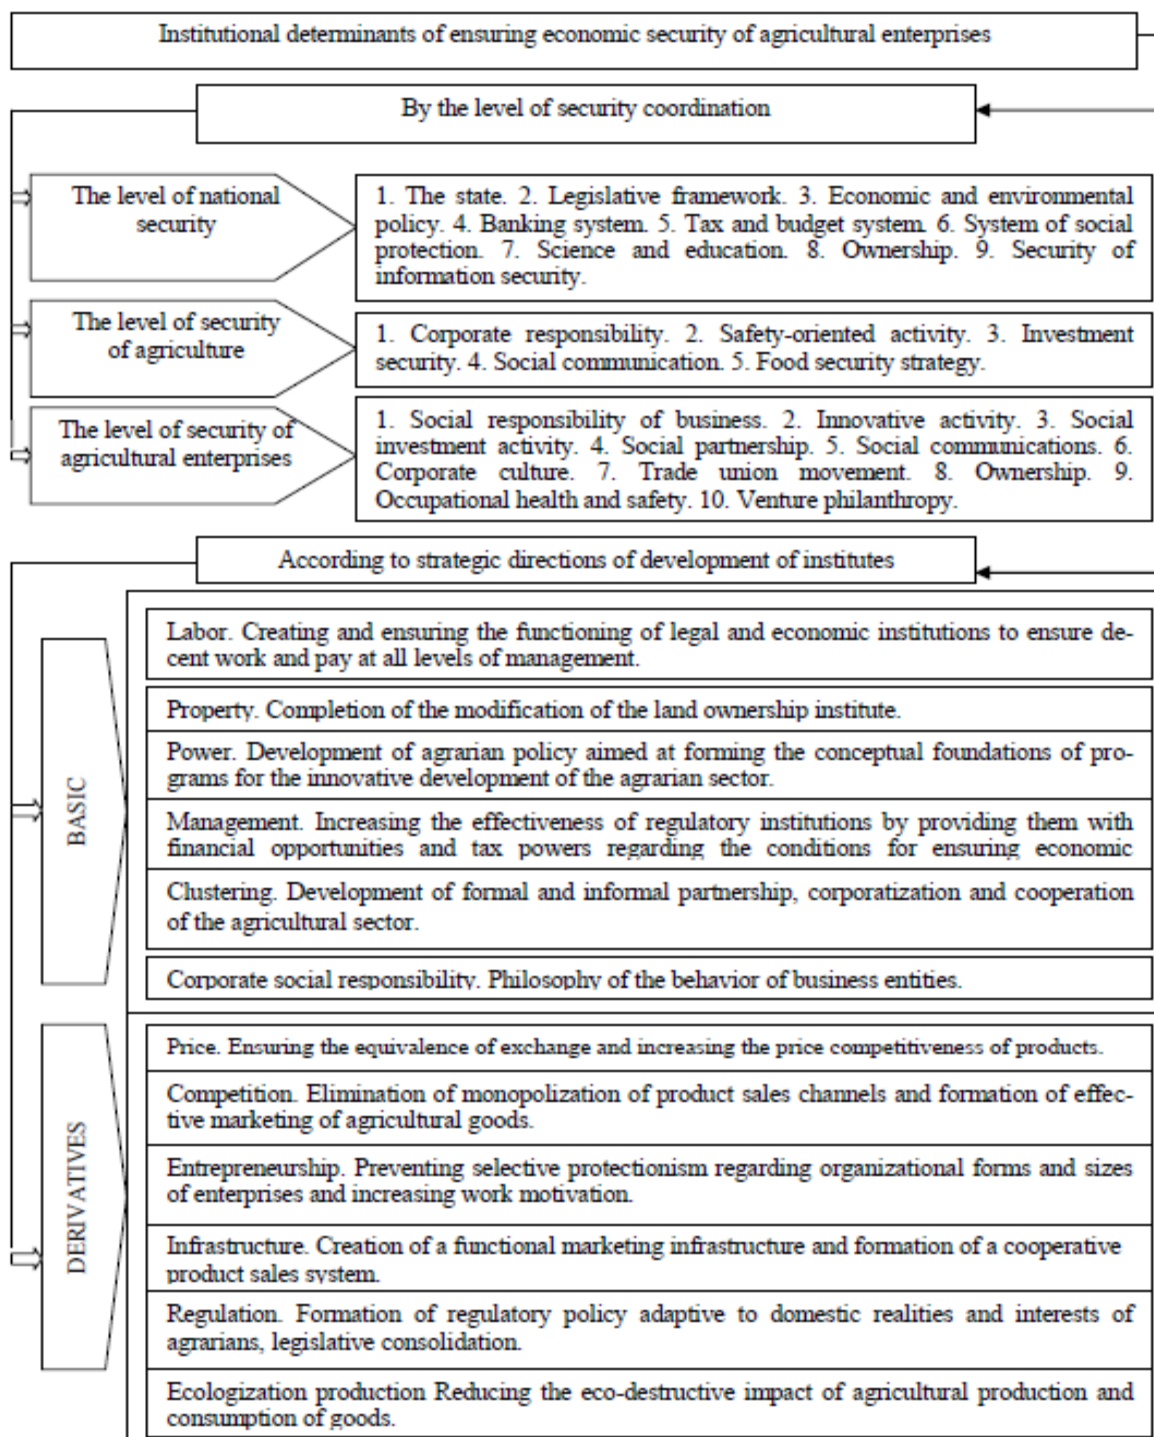 Institutional determinants of ensuring economic security of agricultural enterprises
By the level of security coordination
The level of national
security
1. The state. 2. Legislative framework. 3. Economic and environmental
policy. 4. Banking system. 5. Tax and budget system. 6. System of social
protection. 7. Science and education. 8. Ownership. 9. Security of
information security.
The level of security
of agriculture
1. Corporate responsibility. 2. Safety-oriented activity. 3. Investment
security. 4. Social communication. 5. Food security strategy.
The level of security of
agricultural enterprises
1. Social responsibility of business. 2. Innovative activity. 3. Social
investment activity. 4. Social partnership. 5. Social communications. 6.
Corporate culture. 7. Trade union movement. 8. Ownership. 9.
Occupational health and safety. 10. Venture philanthropy.
According to strategic directions of development of institutes
BASIC
Labor. Creating and ensuring the functioning of legal and economic institutions to ensure de-
cent work and pay at all levels of management.
Property. Completion of the modification of the land ownership institute.
Power. Development of agrarian policy aimed at forming the conceptual foundations of pro-
grams for the innovative development of the agrarian sector.
Management. Increasing the effectiveness of regulatory institutions by providing them with
financial opportunities and tax powers regarding the conditions for ensuring economic
Clustering. Development of formal and informal partnership, corporatization and cooperation
of the agricultural sector.
Corporate social responsibility. Philosophy of the behavior of business entities.
DERIVATIVES
Price. Ensuring the equivalence of exchange and increasing the price competitiveness of products.
Competition. Elimination of monopolization of product sales channels and formation of effec-
tive marketing of agricultural goods.
Entrepreneurship. Preventing selective protectionism regarding organizational forms and sizes
of enterprises and increasing work motivation.
Infrastructure. Creation of a functional marketing infrastructure and formation of a cooperative
product sales system.
Regulation. Formation of regulatory policy adaptive to domestic realities and interests of
agrarians, legislative consolidation.
Ecologization production Reducing the eco-destructive impact of agricultural production and
consumption of goods.